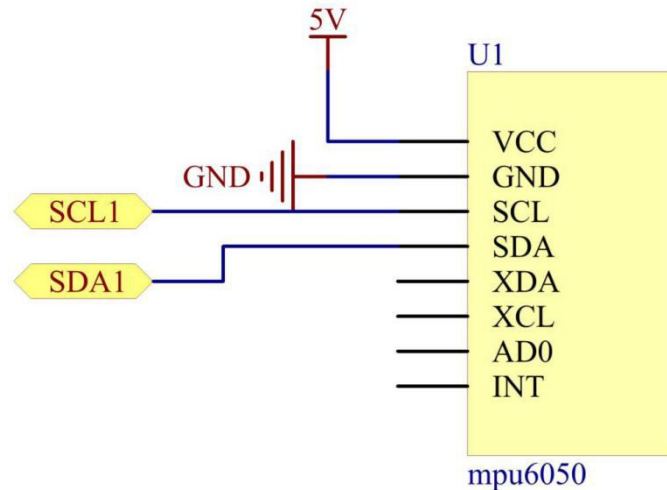 5V
U1
VCC
GND
GND
SCL1
SCL
SDA
SDA1
XDA
XCL
AD0
INT
mpu6050